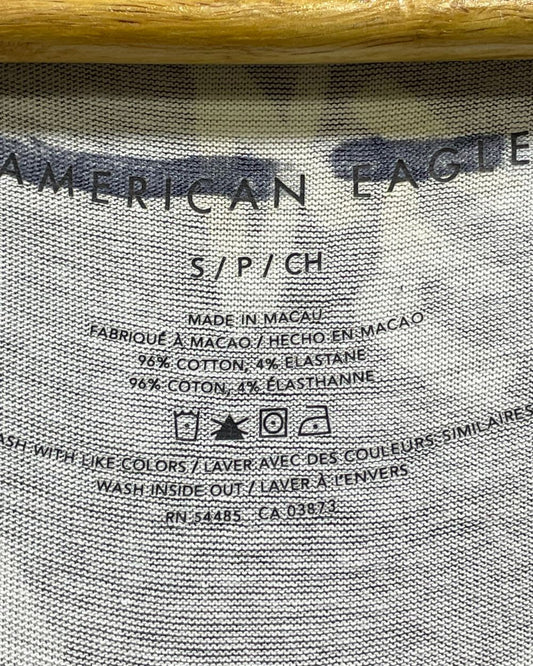 AMERICAN EAGLE
S / P / CH
MADE IN MACAU
FABRIQUÉ À MACAO / HECHO EN MACAO
96% COTTON, 4% ELASTANE
96% COTON, 4% ÉLASTHANNE
WITH LIKE COLORS / LAVER AVEC DES COULEURS SIMILAIRES
WASH INSIDE OUT / LAVER À L'ENVERS
RN 54485 CA 03873